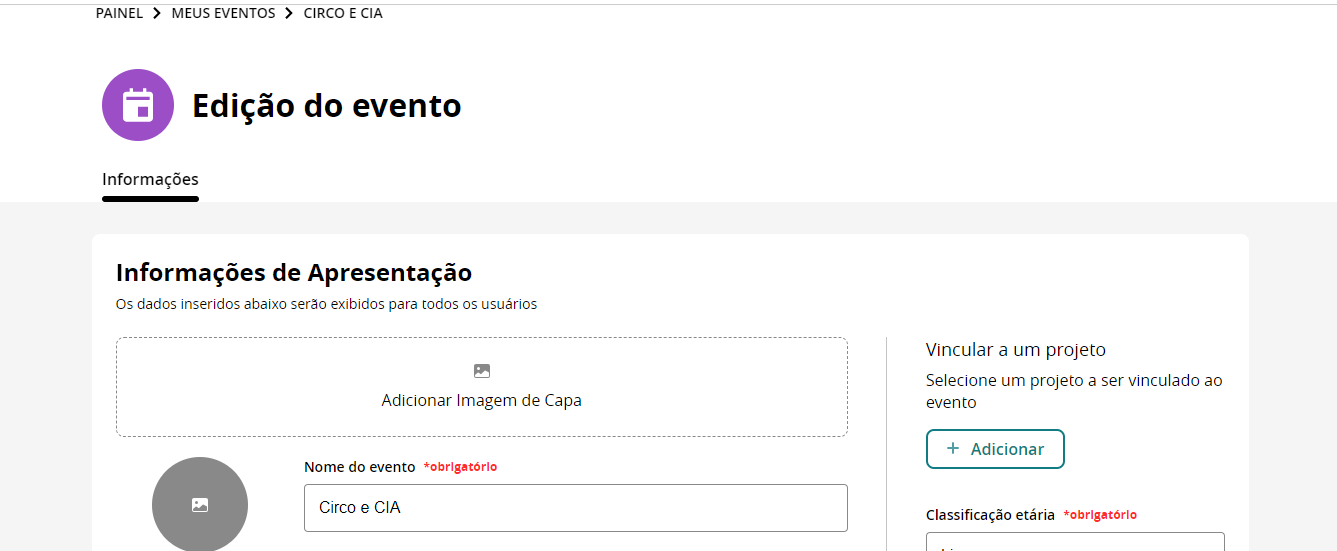 PAINEL > MEUS EVENTOS > CIRCO E CIA
Edição do evento
Informações
Informações de Apresentação
Os dados inseridos abaixo serão exibidos para todos os usuários
Adicionar Imagem de Capa
Nome do evento *obrigatório
Circo e CIA
Vincular a um projeto
Selecione um projeto a ser vinculado ao
evento
+ Adicionar
Classificação etária *obrigatório